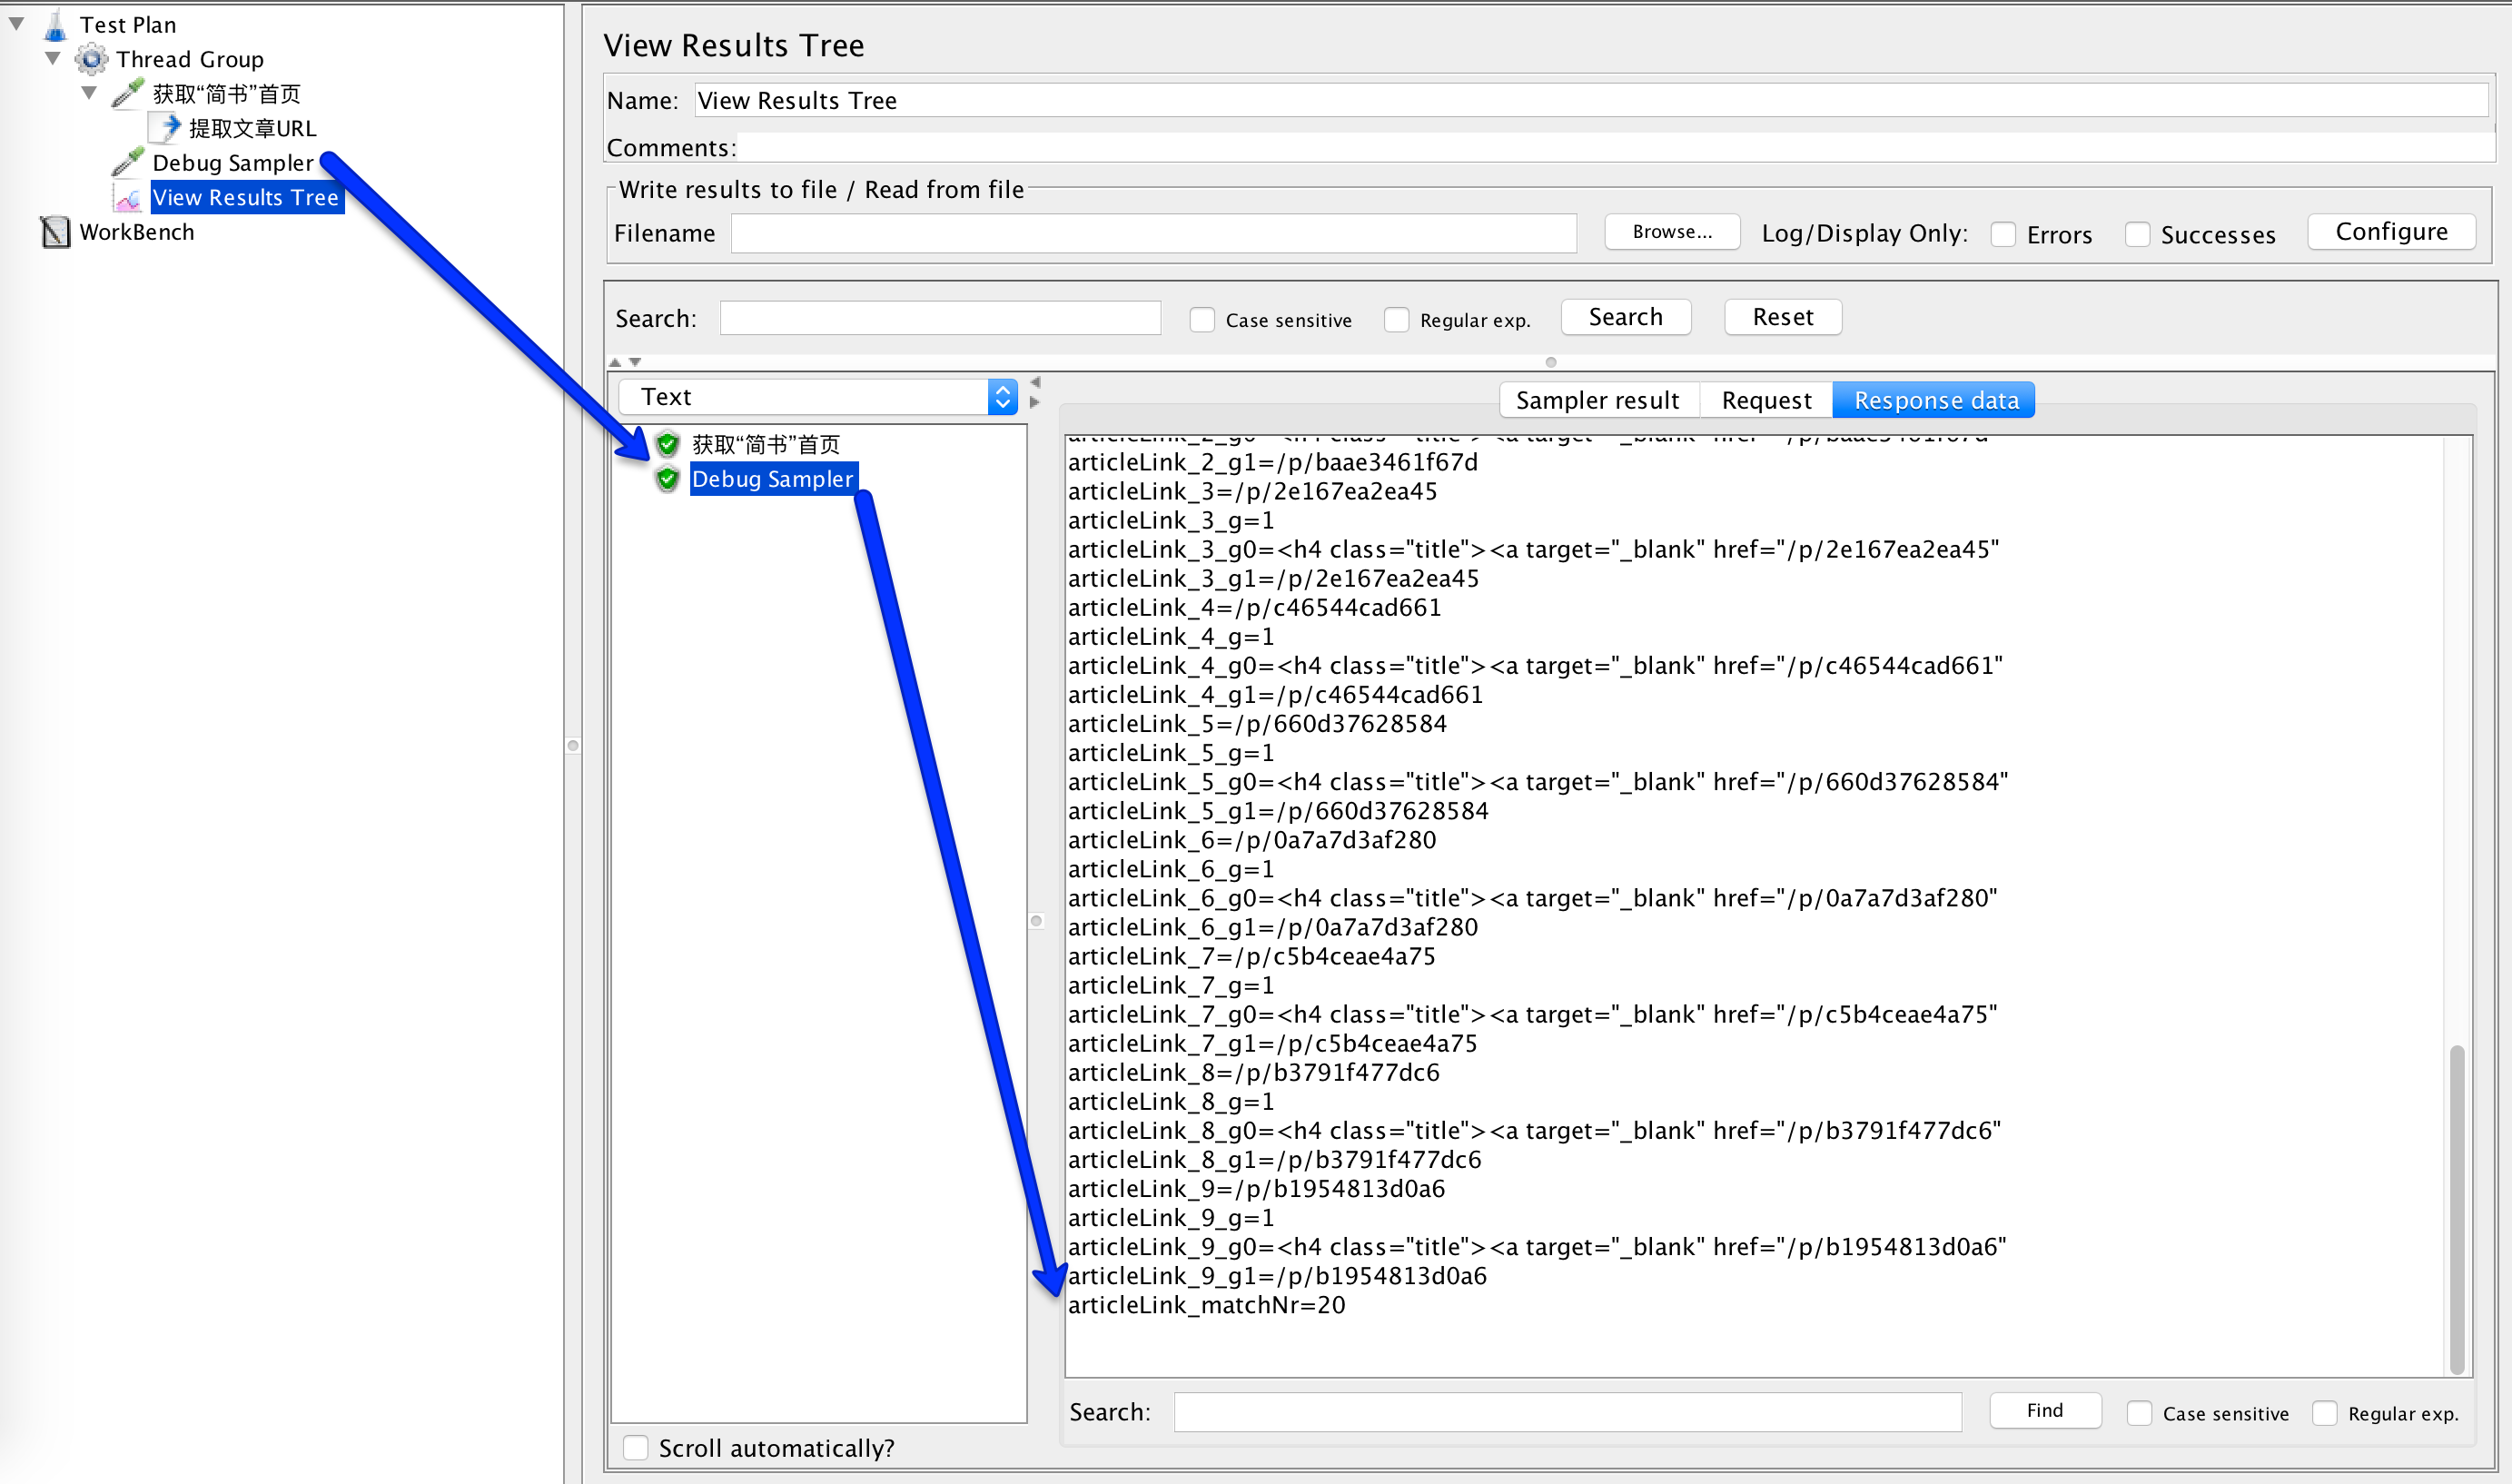 Test Plan
Thread Group
获取“简书”首页
提取文章URL
Debug Sampler
View Results Tree
WorkBench
View Results Tree
Name: View Results Tree
Comments:
Write results to file / Read from file
Filename Browse... Log/Display Only: Errors Successes Configure
Search: Case sensitive Regular exp. Search Reset
Text
获取“简书”首页
Debug Sampler
Scroll automatically?
Sampler result Request Response data
articleLink_2_g1=/p/baae3461f67d
articleLink_3=/p/2e167ea2ea45
articleLink_3_g=1
articleLink_3_g0=<h4 class="title"><a target="_blank" href="/p/2e167ea2ea45"
articleLink_3_g1=/p/2e167ea2ea45
articleLink_4=/p/c46544cad661
articleLink_4_g=1
articleLink_4_g0=<h4 class="title"><a target="_blank" href="/p/c46544cad661"
articleLink_4_g1=/p/c46544cad661
articleLink_5=/p/660d37628584
articleLink_5_g=1
articleLink_5_g0=<h4 class="title"><a target="_blank" href="/p/660d37628584"
articleLink_5_g1=/p/660d37628584
articleLink_6=/p/0a7a7d3af280
articleLink_6_g=1
articleLink_6_g0=<h4 class="title"><a target="_blank" href="/p/0a7a7d3af280"
articleLink_6_g1=/p/0a7a7d3af280
articleLink_7=/p/c5b4ceae4a75
articleLink_7_g=1
articleLink_7_g0=<h4 class="title"><a target="_blank" href="/p/c5b4ceae4a75"
articleLink_7_g1=/p/c5b4ceae4a75
articleLink_8=/p/b3791f477dc6
articleLink_8_g=1
articleLink_8_g0=<h4 class="title"><a target="_blank" href="/p/b3791f477dc6"
articleLink_8_g1=/p/b3791f477dc6
articleLink_9=/p/b1954813d0a6
articleLink_9_g=1
articleLink_9_g0=<h4 class="title"><a target="_blank" href="/p/b1954813d0a6"
articleLink_9_g1=/p/b1954813d0a6
articleLink_matchNr=20
Search: Find Case sensitive Regular exp.